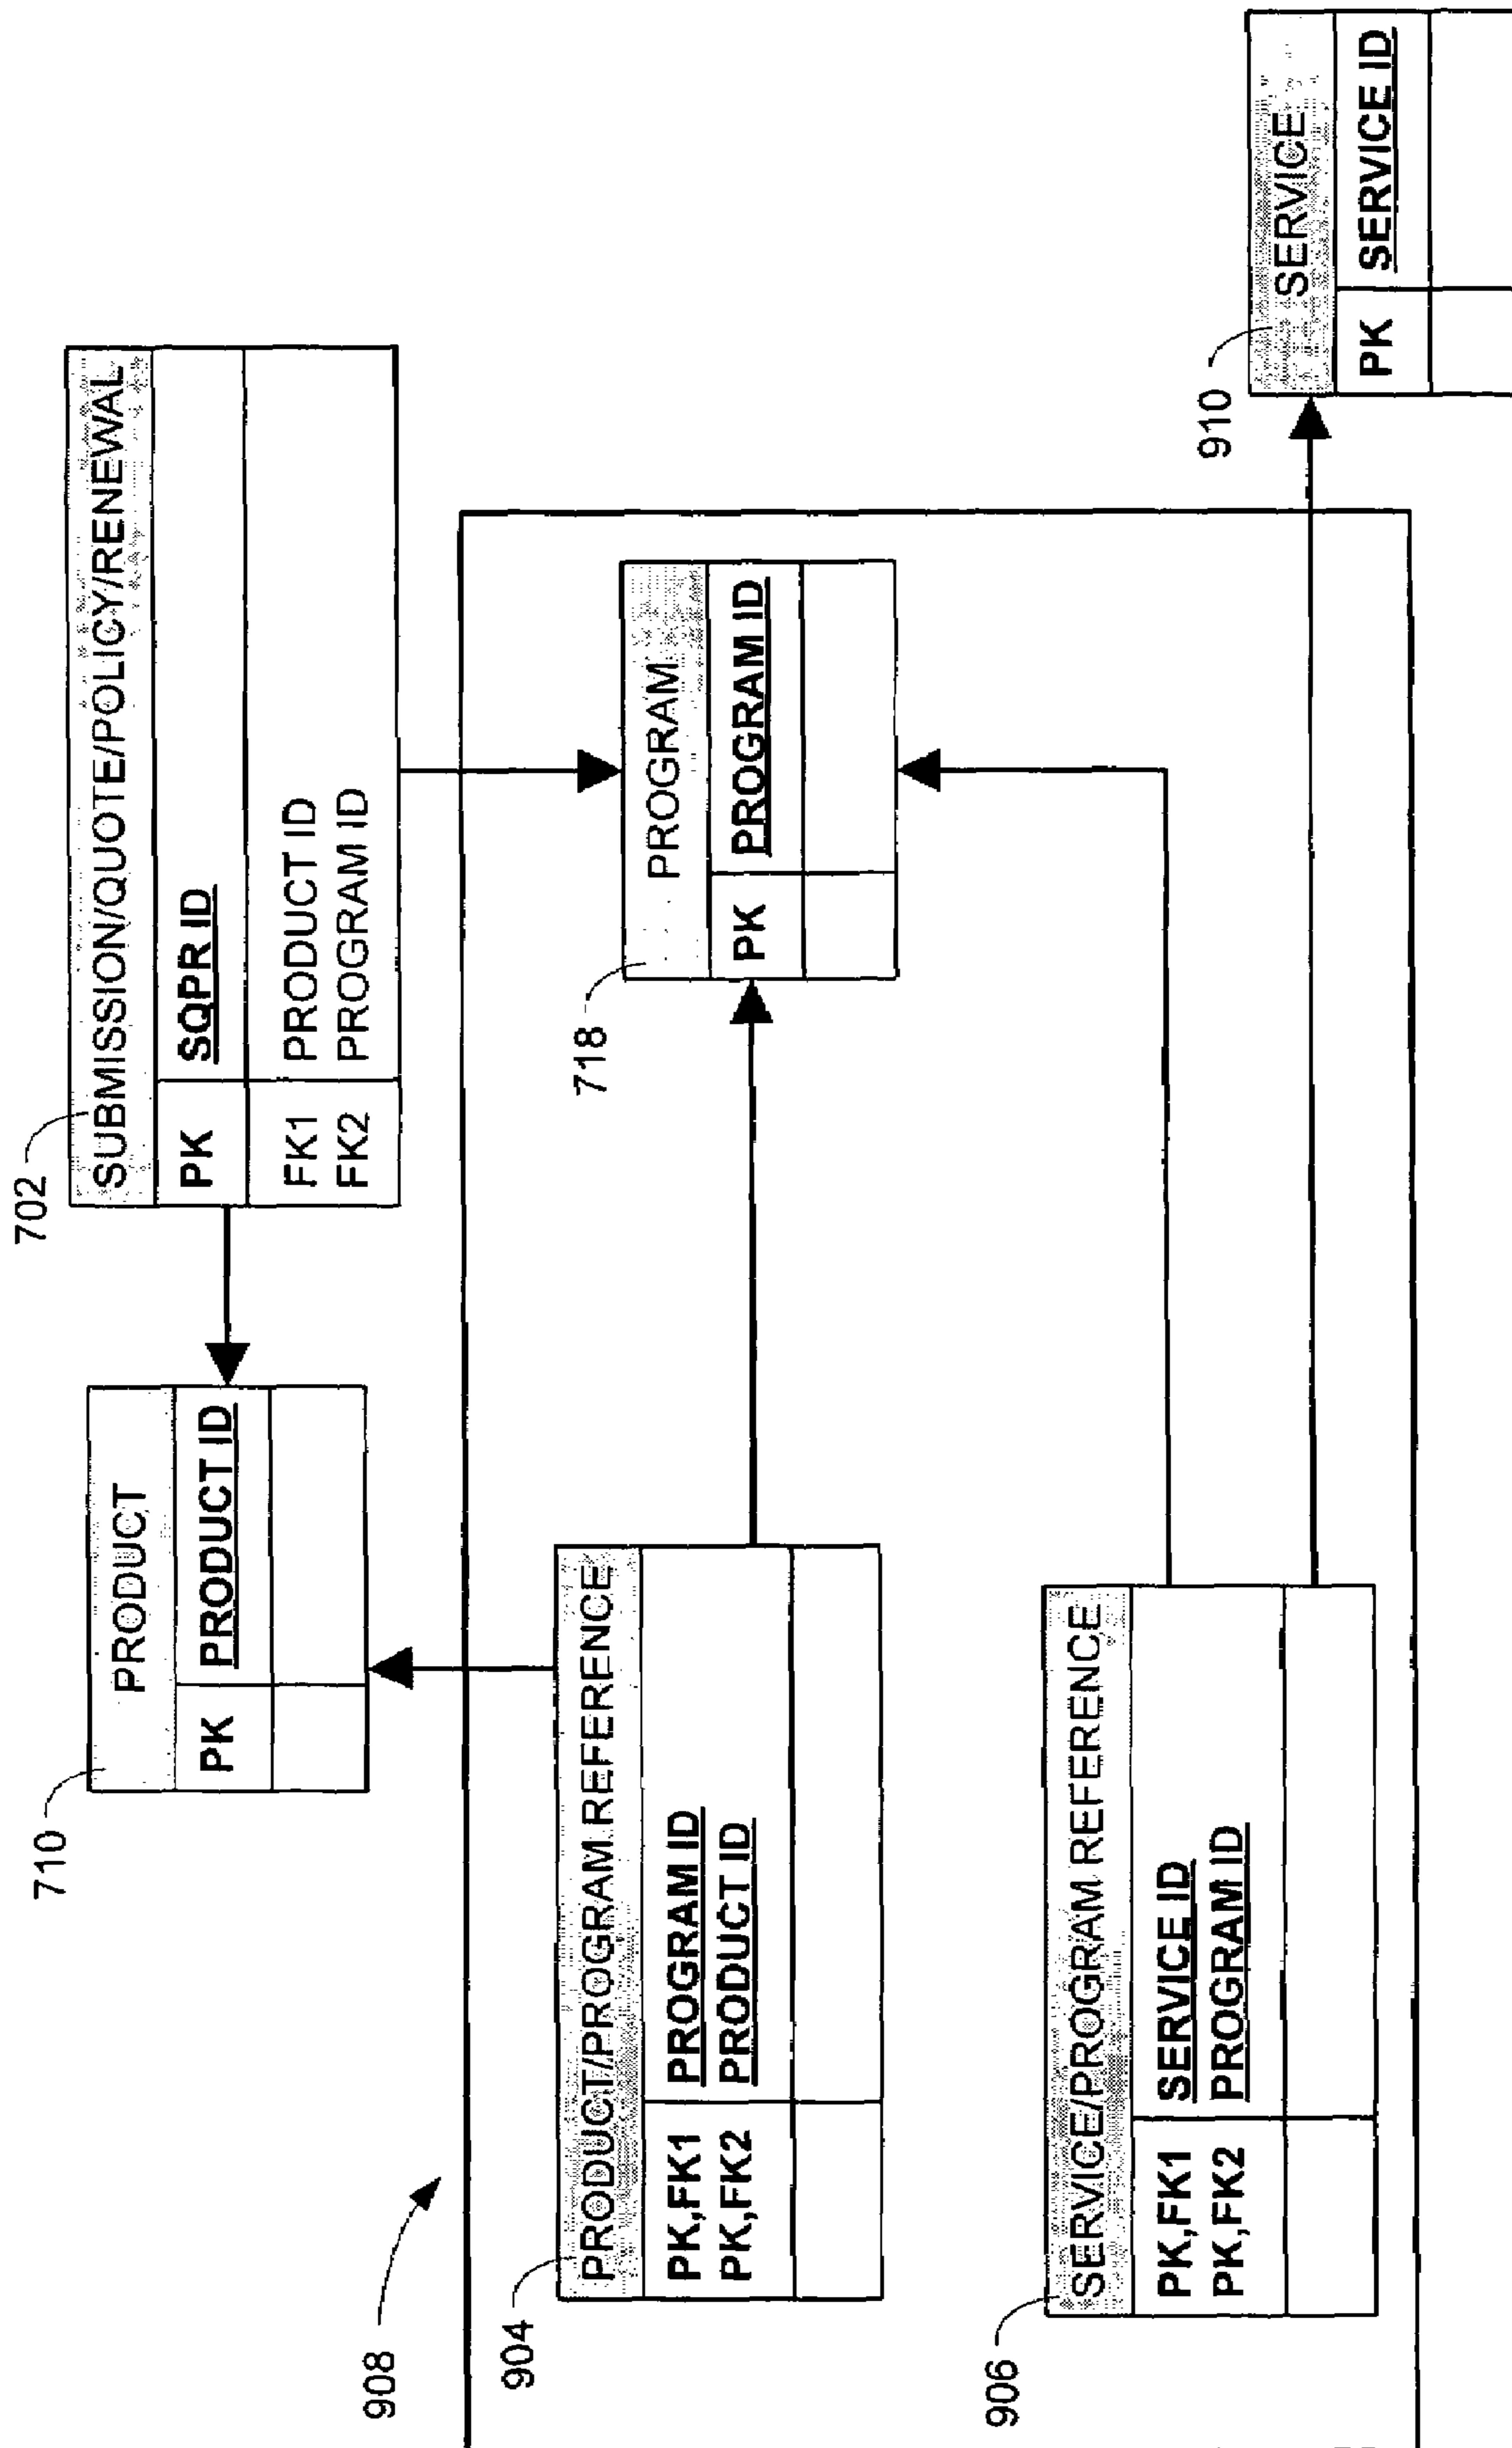 702
SUBMISSION/QUOTE/POLICY/RENEWAL
PK SQPR ID
FK1 PRODUCT ID
FK2 PROGRAM ID
710
PRODUCT
PK PRODUCT ID
908
718
PROGRAM
PK PROGRAM ID
904
PRODUCT/PROGRAM REFERENCE
PK,FK1 PROGRAM ID
PK,FK2 PRODUCT ID
906
SERVICE/PROGRAM REFERENCE
PK,FK1 SERVICE ID
PK,FK2 PROGRAM ID
910
SERVICE
PK SERVICE ID